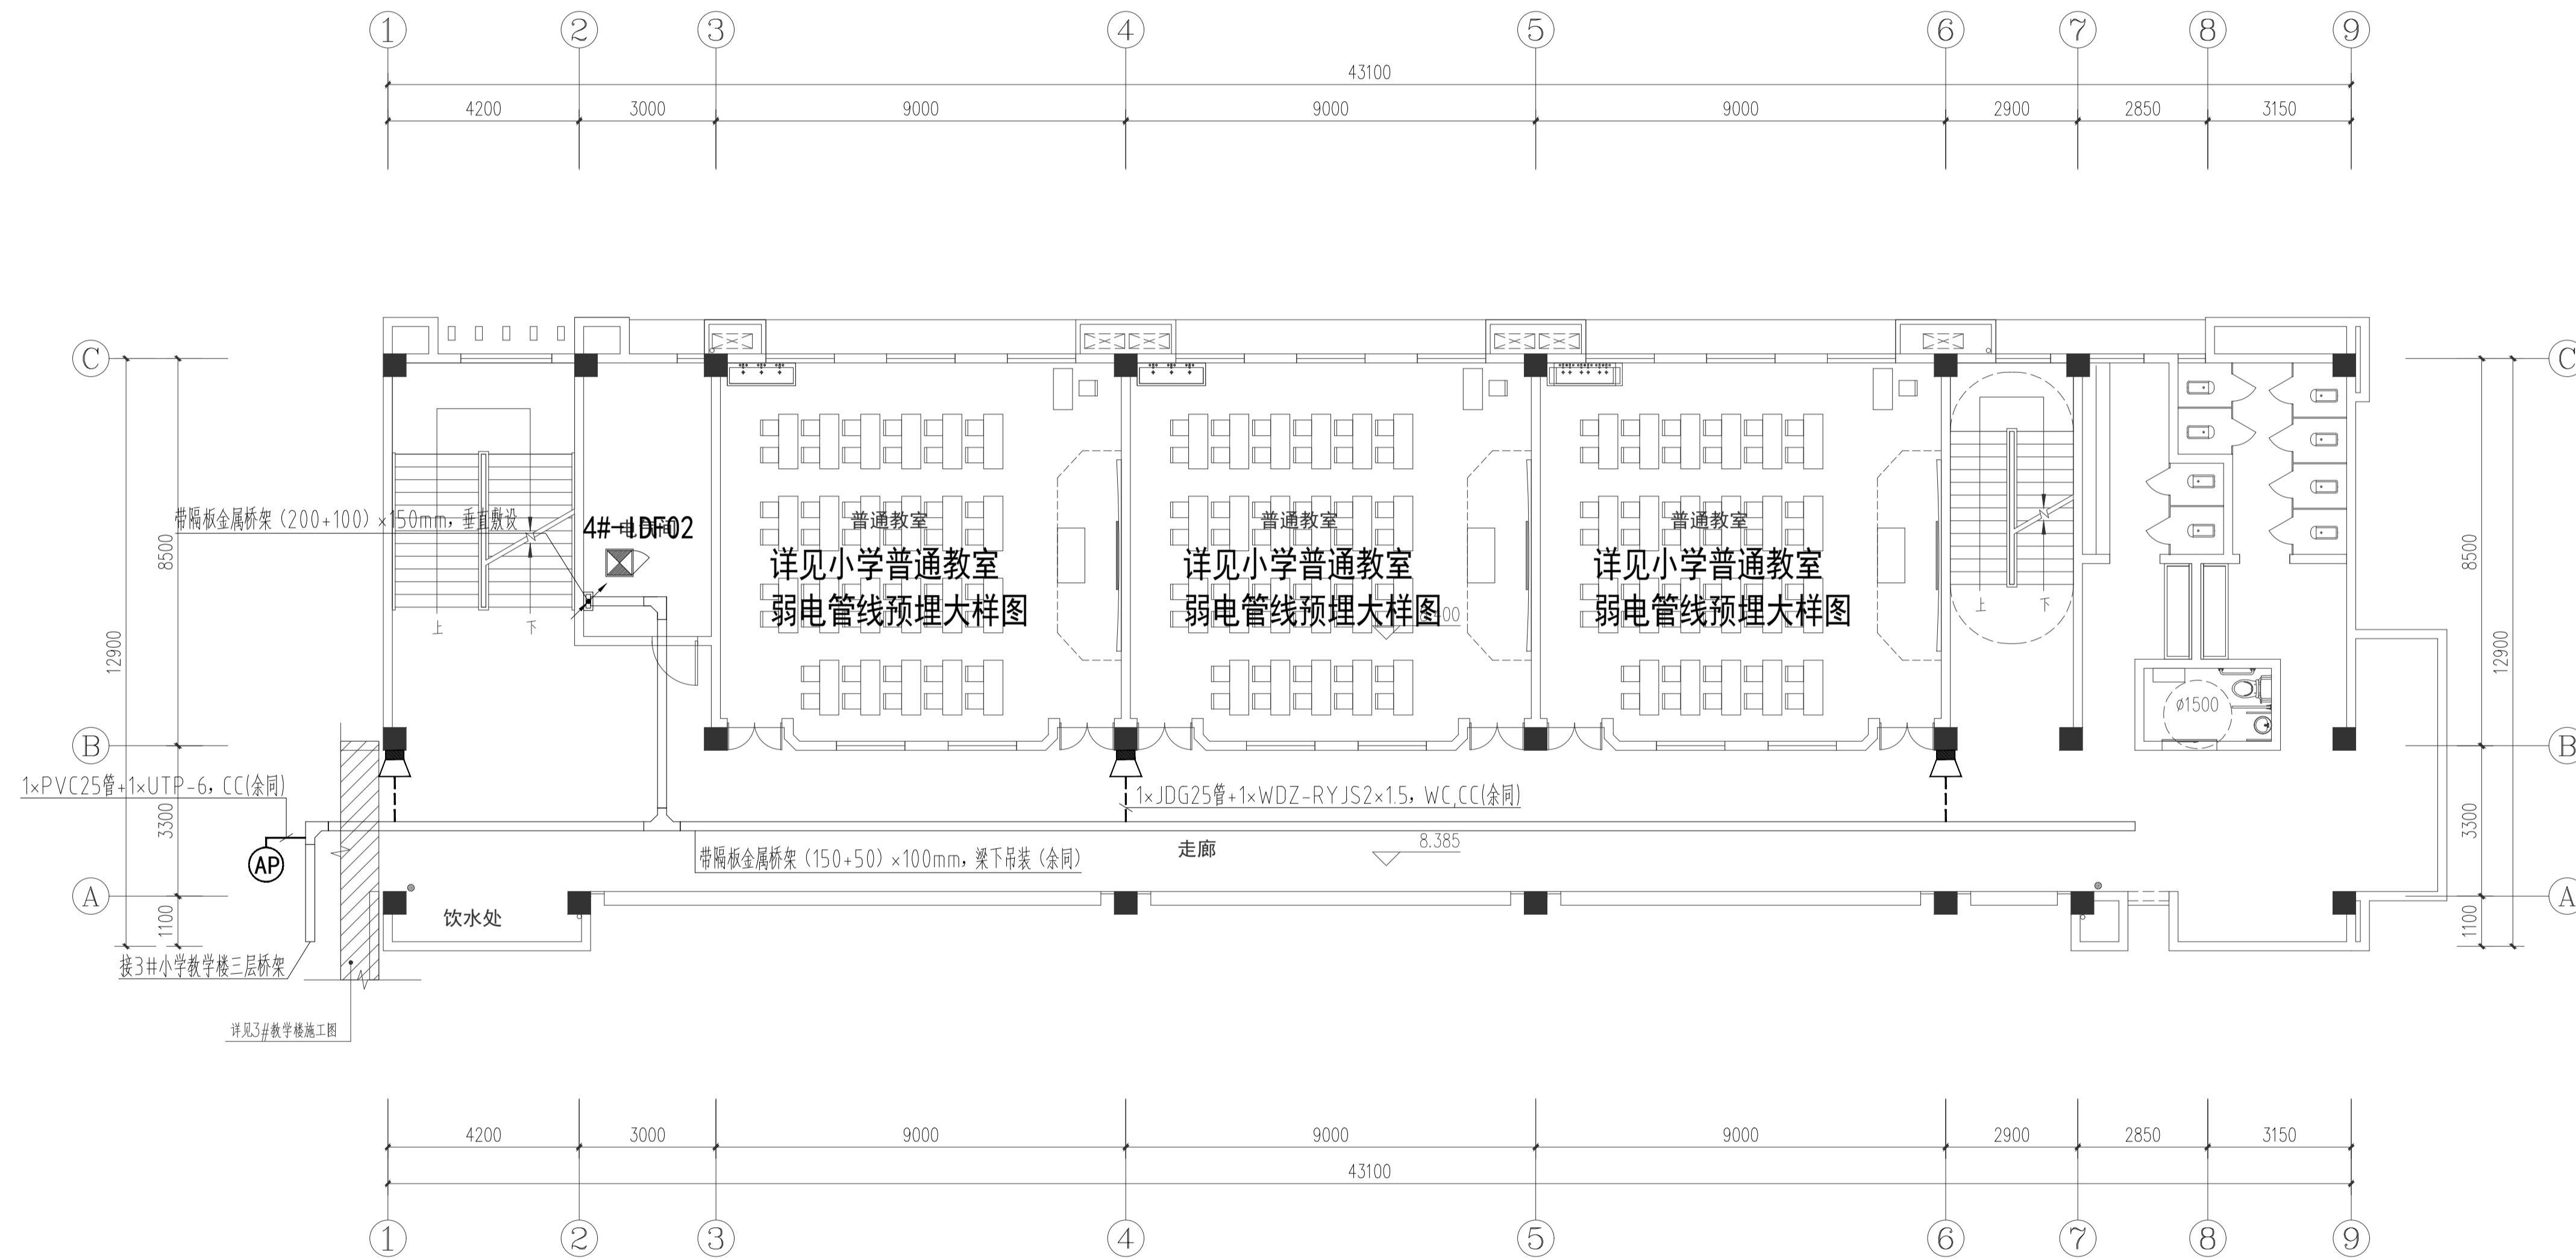 1 2 3 4 5 6 7 8 9
43100
4200 3000 9000 9000 9000 2900 2850 3150
C C
带隔板金属桥架（200+100）×150mm，垂直敷设
4#-IDF02
普通教室 普通教室 普通教室
详见小学普通教室 详见小学普通教室 详见小学普通教室
弱电管线预埋大样图 弱电管线预埋大样图 弱电管线预埋大样图
8500 8500
上 下 上 下
12900 12900
ø1500
B B
1×PVC25管+1×UTP-6，CC(余同)
1×JDG25管+1×WDZ-RYJS2×1.5，WC,CC(余同)
3300 3300
AP
走廊
8.385
带隔板金属桥架（150+50）×100mm，梁下吊装（余同）
A A
饮水处
1100 1100
接3#小学教学楼三层桥架
详见3#教学楼施工图
4200 3000 9000 9000 9000 2900 2850 3150
43100
1 2 3 4 5 6 7 8 9